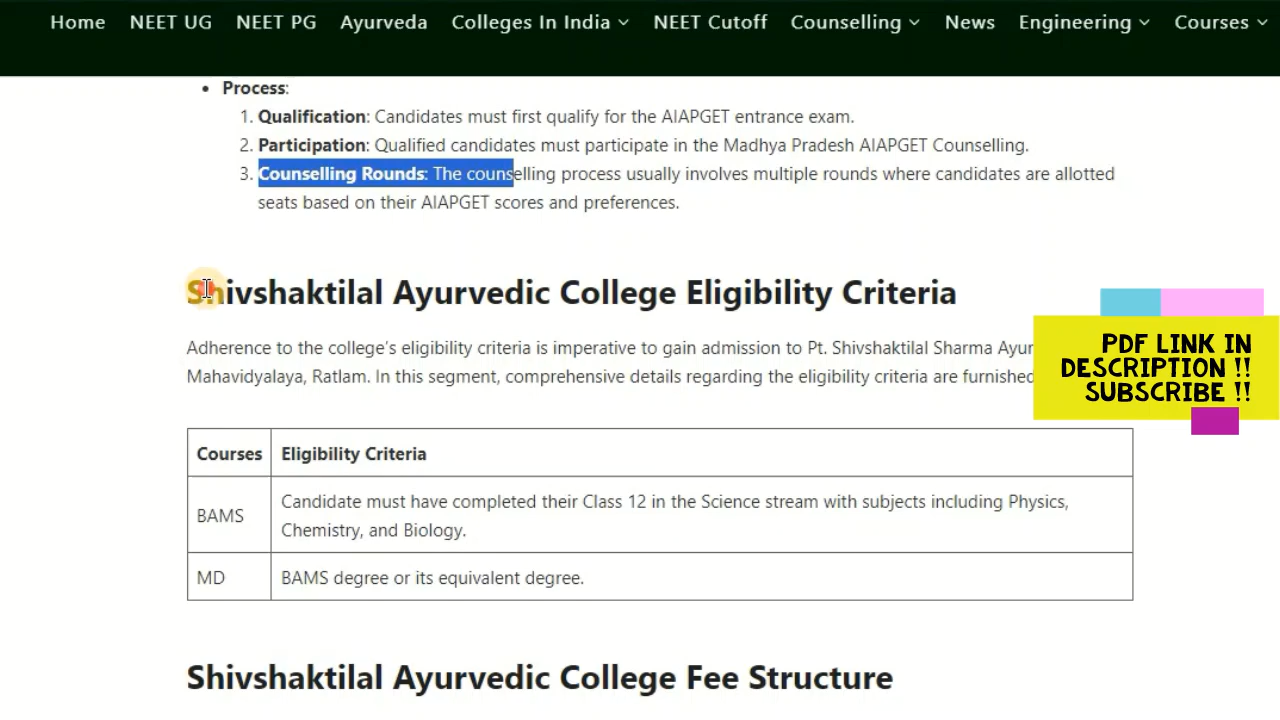 Home NEET UG NEET PG Ayurveda Colleges In India NEET Cutoff Counselling News Engineering Courses
• Process:
1. Qualification: Candidates must first qualify for the AIAPGET entrance exam.
2. Participation: Qualified candidates must participate in the Madhya Pradesh AIAPGET Counselling.
3. Counselling Rounds: The counselling process usually involves multiple rounds where candidates are allotted
seats based on their AIAPGET scores and preferences.
Shivshaktilal Ayurvedic College Eligibility Criteria
Adherence to the college's eligibility criteria is imperative to gain admission to Pt. Shivshaktilal Sharma Ayur
Mahavidyalaya, Ratlam. In this segment, comprehensive details regarding the eligibility criteria are furnished
PDF LINK IN
DESCRIPTION !!
SUBSCRIBE !!
Courses Eligibility Criteria
BAMS Candidate must have completed their Class 12 in the Science stream with subjects including Physics,
Chemistry, and Biology.
MD BAMS degree or its equivalent degree.
Shivshaktilal Ayurvedic College Fee Structure